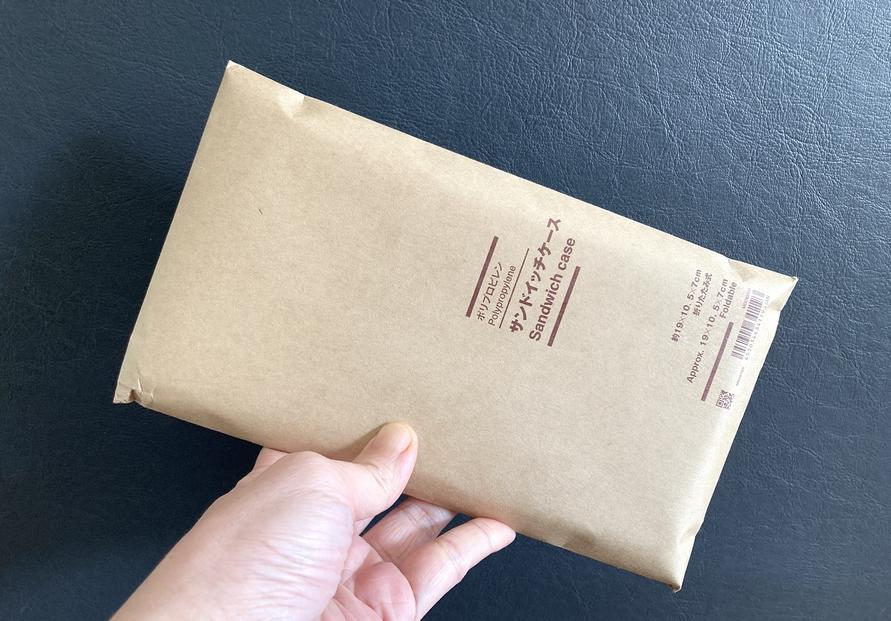 ポリプロピレン
Polypropylene
サンドイッチケース
Sandwich case
約19×10.5×7cm
折りたたみ式
Approx. 19×10.5×7cm
Foldable